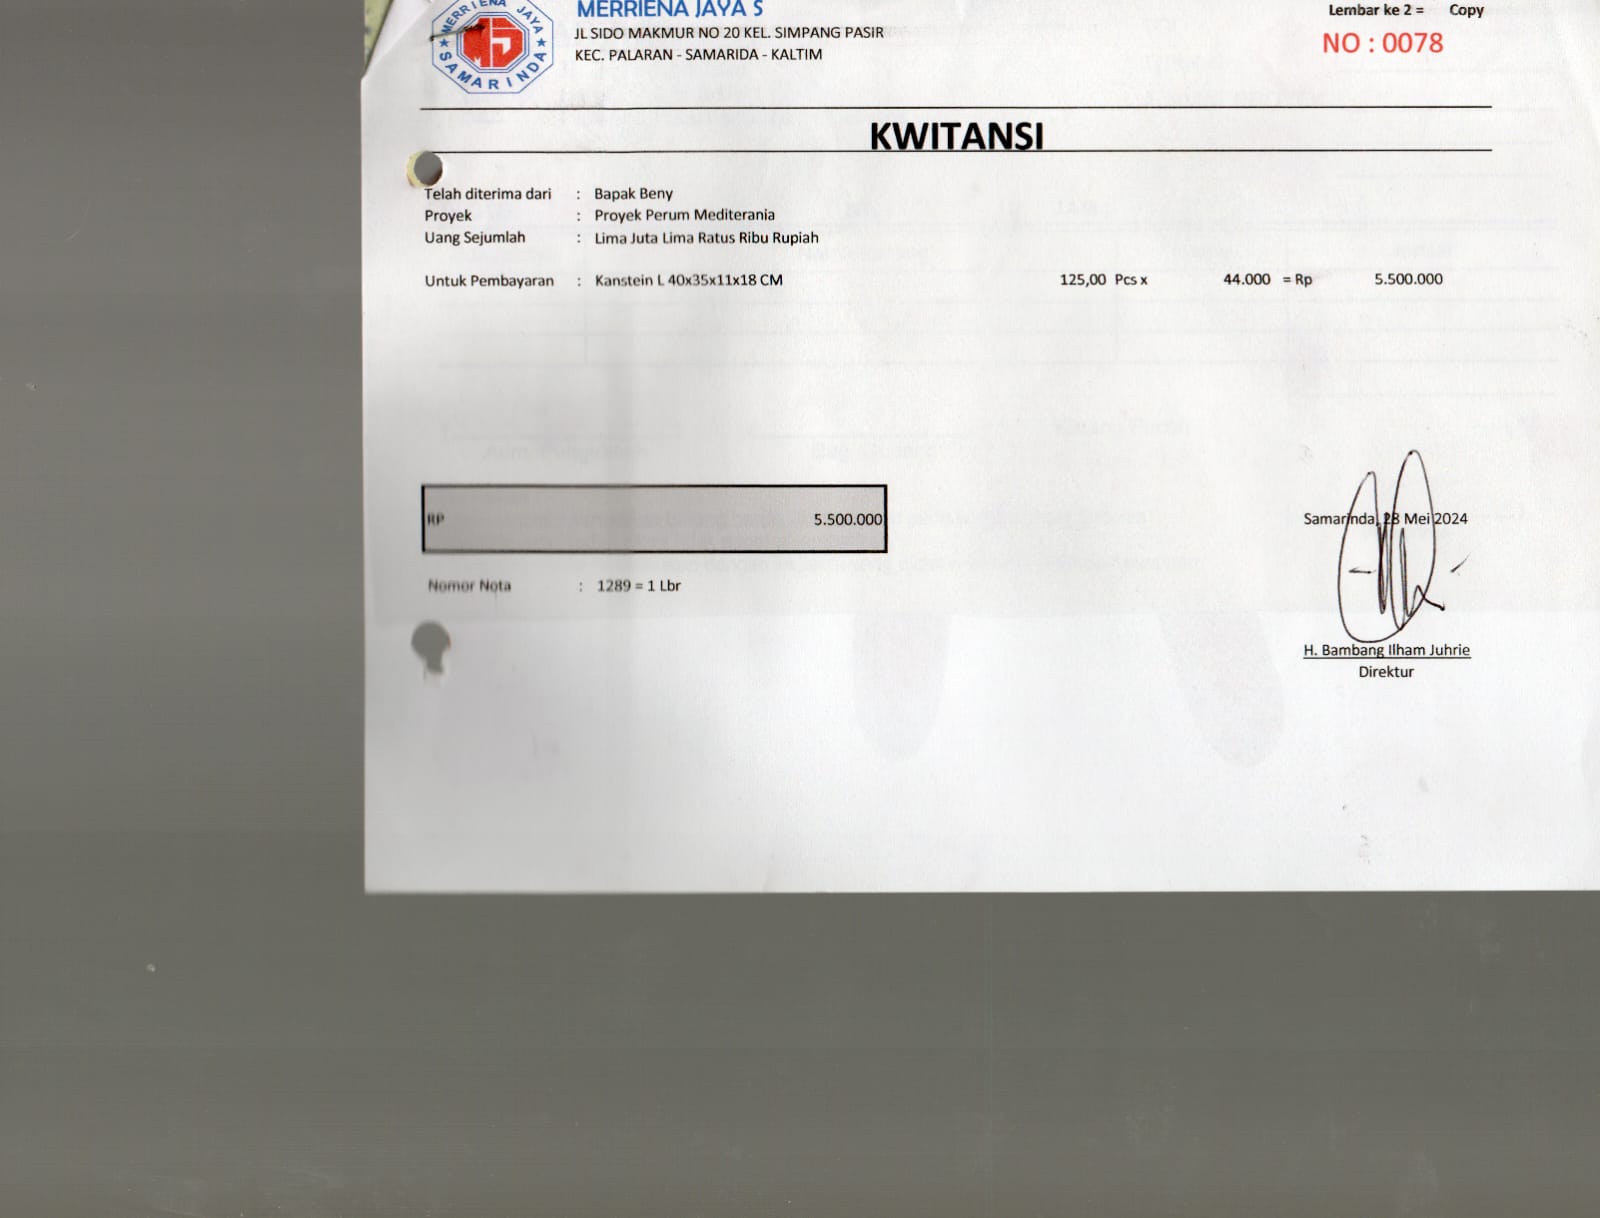 MERRIENA JAYA
SAMARINDA
MERRIENA JAYA S
JL SIDO MAKMUR NO 20 KEL. SIMPANG PASIR
KEC. PALARAN - SAMARIDA - KALTIM
Lembar ke 2 = Copy
NO : 0078
KWITANSI
Telah diterima dari : Bapak Beny
Proyek : Proyek Perum Mediterania
Uang Sejumlah : Lima Juta Lima Ratus Ribu Rupiah
Untuk Pembayaran : Kanstein L 40x35x11x18 CM 125,00 Pcs x 44.000 = Rp 5.500.000
RP 5.500.000
Samarinda, 28 Mei 2024
Nomor Nota : 1289 = 1 Lbr
H. Bambang Ilham Juhrie
Direktur